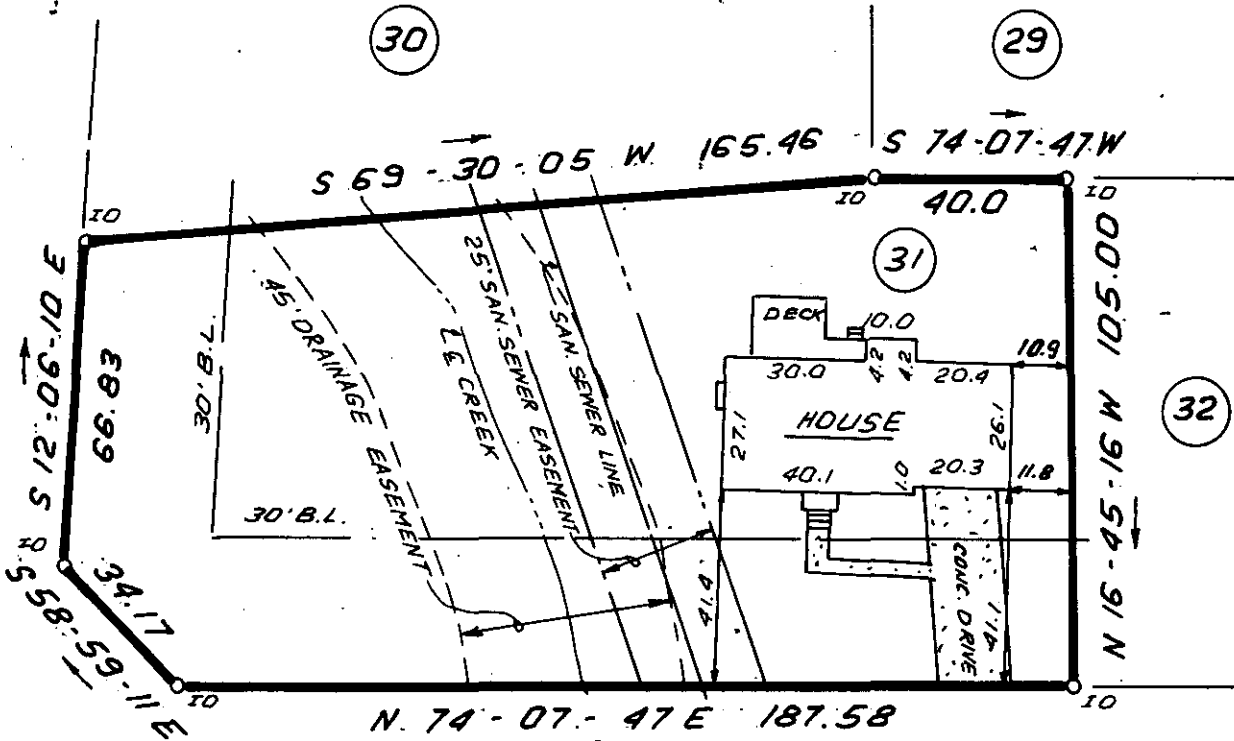 30
29
S 69-30-05 W 165.46
S 74-07-47 W
40.0
IO
IO
IO
31
S 12-06-10 E
66.83
30' B.L.
45' DRAINAGE EASEMENT
℄ CREEK
25' SAN. SEWER EASEMENT
℄ SAN. SEWER LINE
DECK
10.0
4.2
4.2
30.0
20.4
10.9
HOUSE
27.1
26.1
40.1
1.0
20.3
11.8
N 16-45-16 W 105.00
32
30' B.L.
IO
34.17
S 58-59-11 E
41.4
CONC. DRIVE
41.1
IO
IO
N. 74-07-47 E 187.58